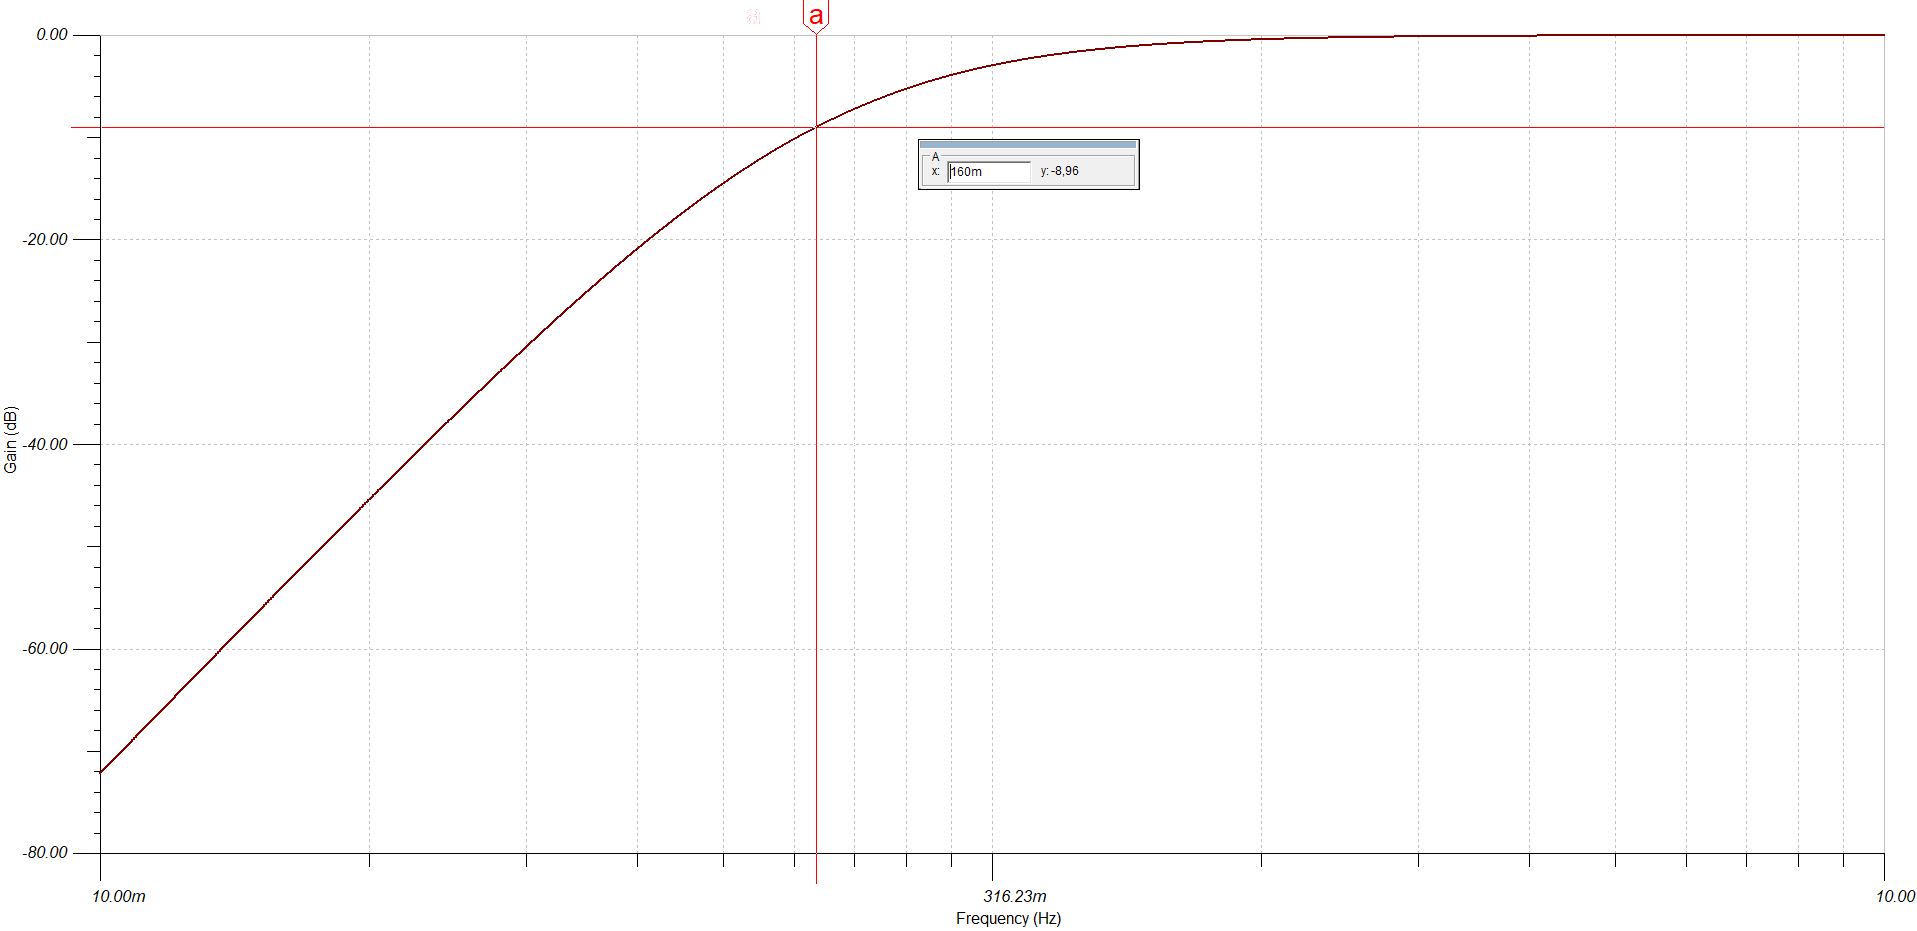 a
a
0.00
A
x: 160m y:-8,96
-20.00
-40.00
Gain (dB)
-60.00
-80.00
10.00m 316.23m 10.00
Frequency (Hz)